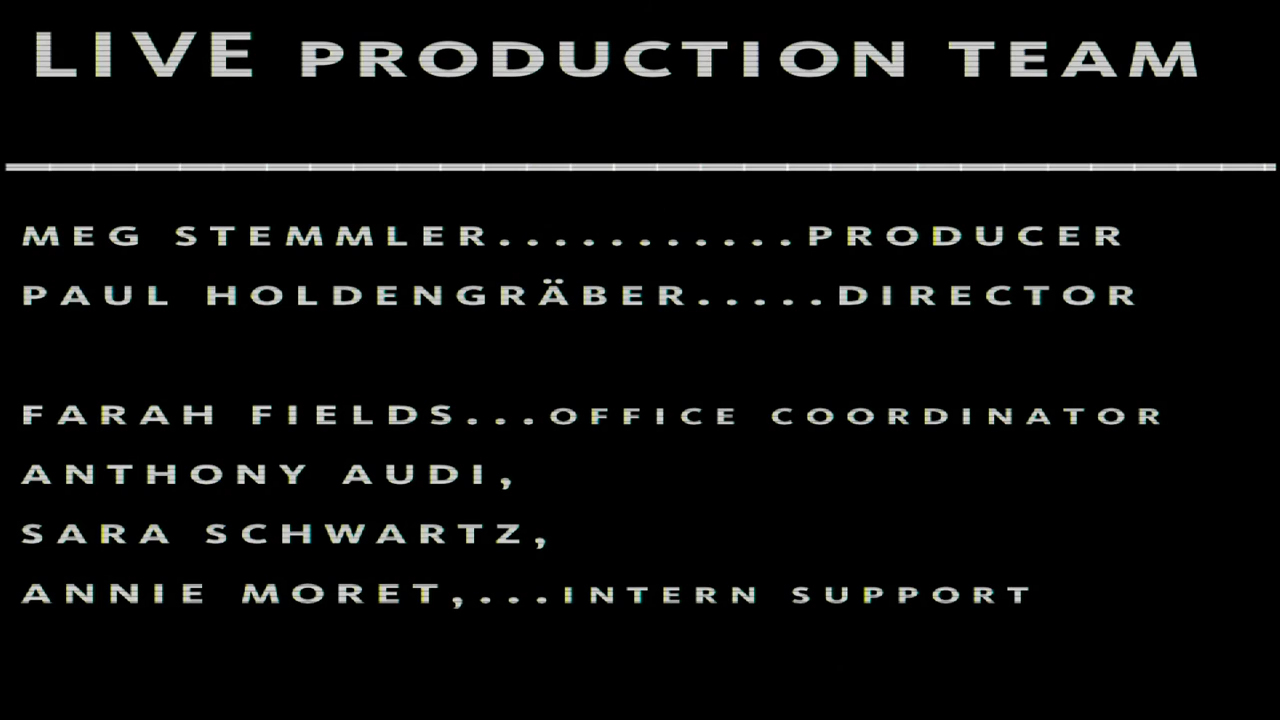 LIVE PRODUCTION TEAM
MEG STEMMLER...........PRODUCER
PAUL HOLDENGRÄBER.....DIRECTOR
FARAH FIELDS...OFFICE COORDINATOR
ANTHONY AUDI,
SARA SCHWARTZ,
ANNIE MORET,...INTERN SUPPORT